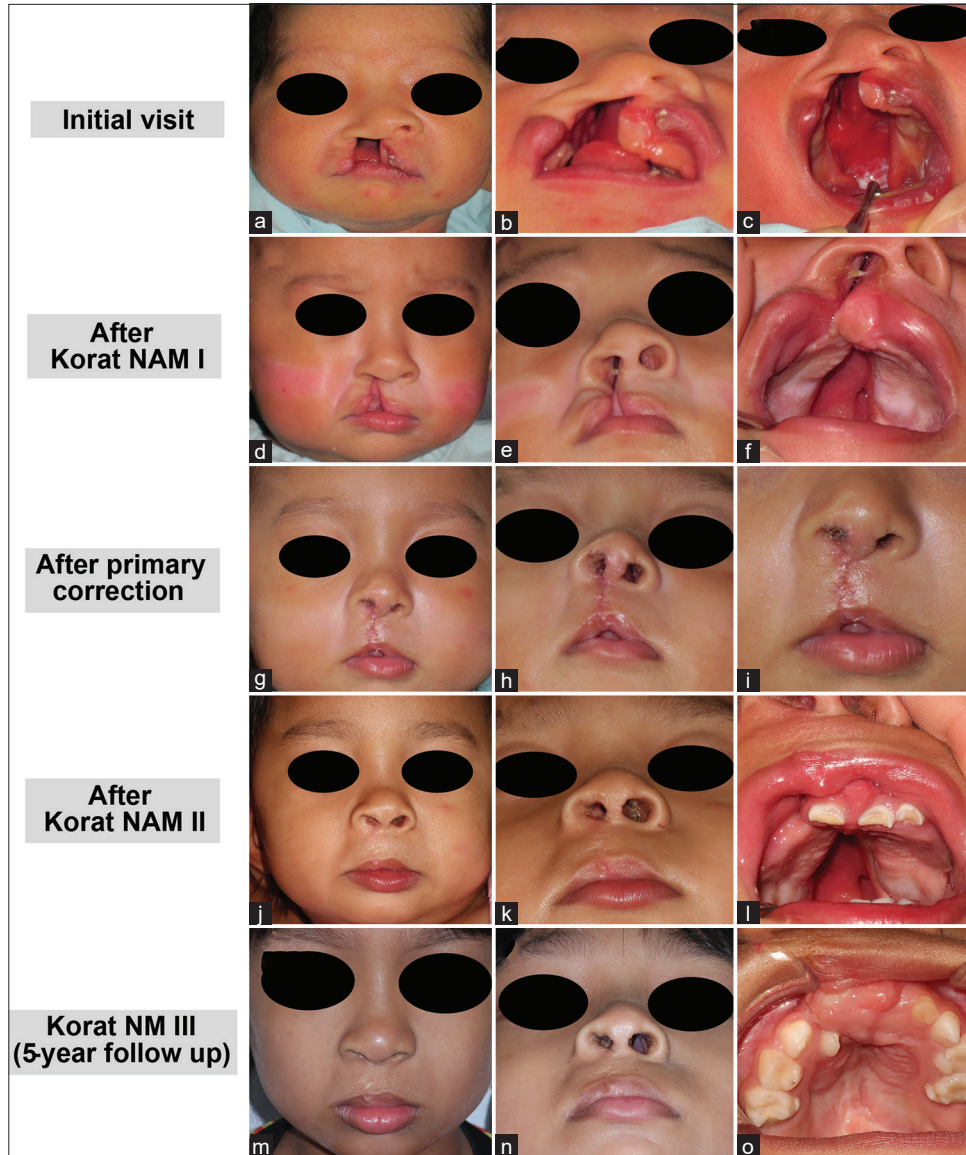 Initial visit
a
b
c
After
Korat NAM I
d
e
f
After primary
correction
g
h
i
After
Korat NAM II
j
k
l
Korat NM III
(5-year follow up)
m
n
o